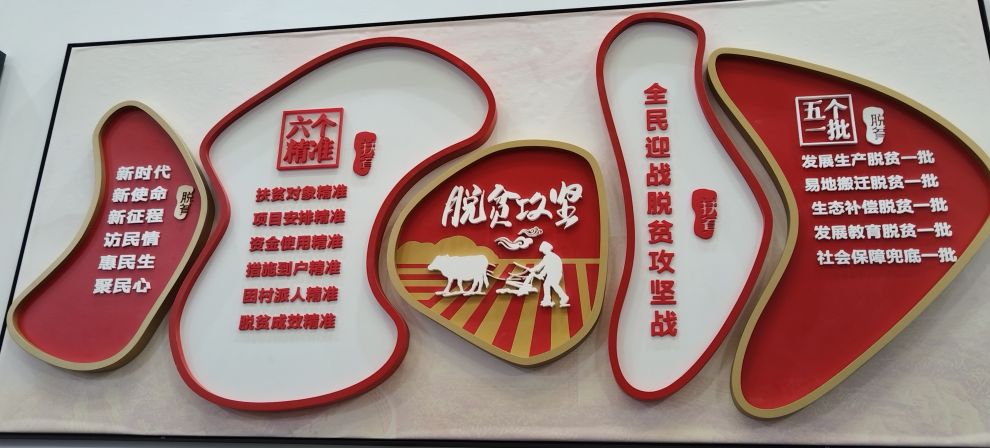 新时代
新使命
新征程
访民情
惠民生
聚民心
脱贫
六个
精准
扶贫
扶贫对象精准
项目安排精准
资金使用精准
措施到户精准
因村派人精准
脱贫成效精准
脱贫攻坚
全民迎战脱贫攻坚战
扶贫
五个
一批
脱贫
发展生产脱贫一批
易地搬迁脱贫一批
生态补偿脱贫一批
发展教育脱贫一批
社会保障兜底一批